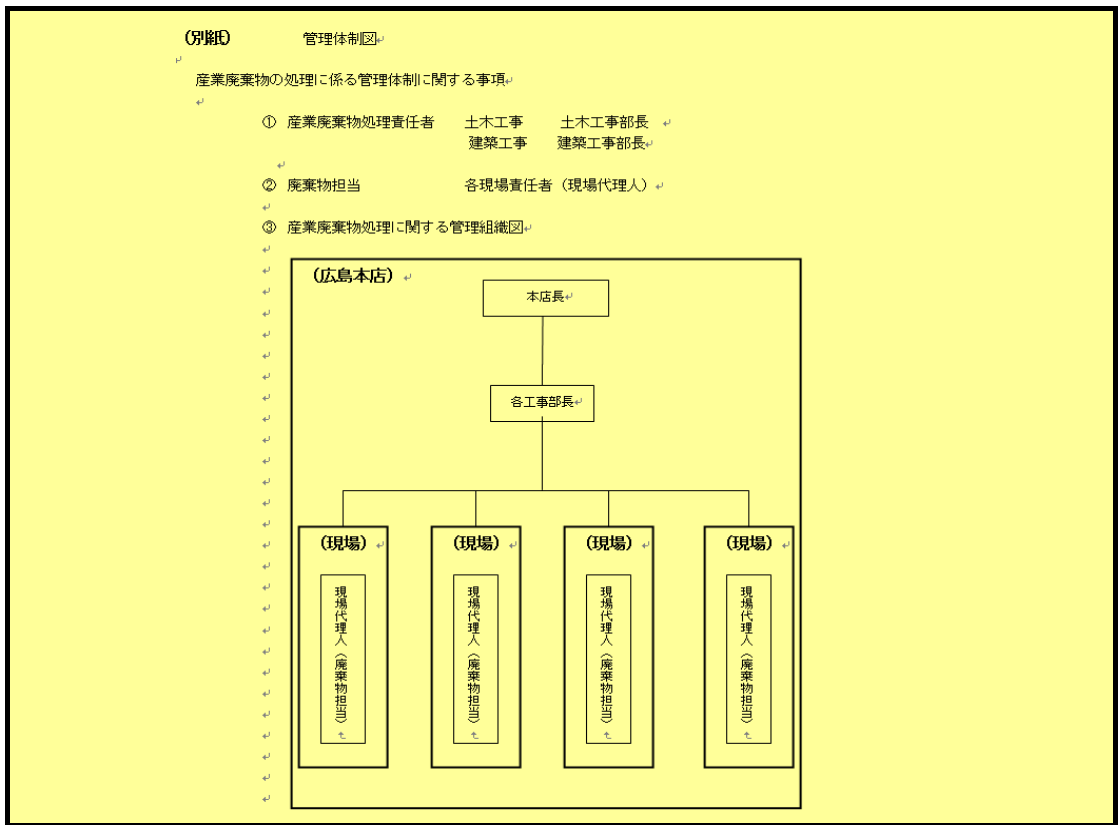 （別紙） 管理体制図
産業廃棄物の処理に係る管理体制に関する事項
① 産業廃棄物処理責任者 土木工事 土木工事部長
建築工事 建築工事部長
② 廃棄物担当 各現場責任者（現場代理人）
③ 産業廃棄物処理に関する管理組織図
（広島本店）
本店長
各工事部長
（現場） （現場） （現場） （現場）
現場代理人（廃棄物担当）
現場代理人（廃棄物担当）
現場代理人（廃棄物担当）
現場代理人（廃棄物担当）